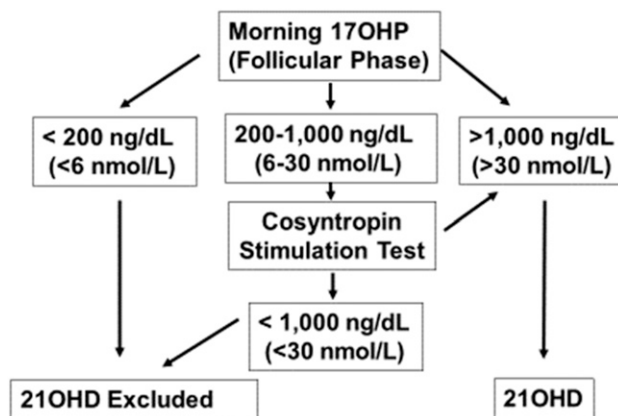 Morning 17OHP
(Follicular Phase)
< 200 ng/dL
(<6 nmol/L)
200-1,000 ng/dL
(6-30 nmol/L)
>1,000 ng/dL
(>30 nmol/L)
Cosyntropin
Stimulation Test
< 1,000 ng/dL
(<30 nmol/L)
21OHD Excluded
21OHD